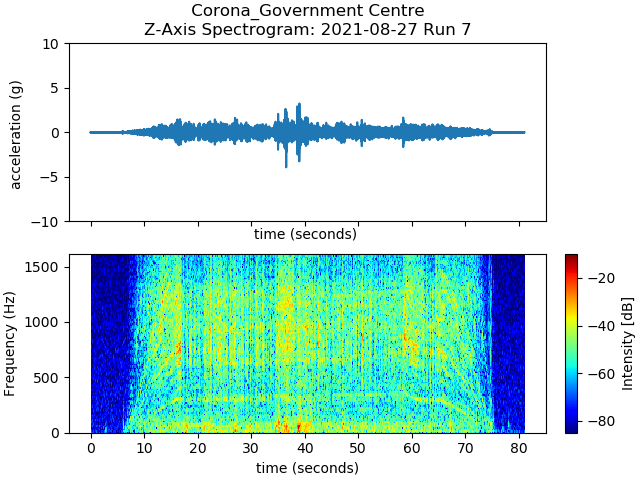 Corona_Government Centre
Z-Axis Spectrogram: 2021-08-27 Run 7
10
5
0
−5
−10
acceleration (g)
time (seconds)
1500
1000
500
0
Frequency (Hz)
0 10 20 30 40 50 60 70 80
time (seconds)
−20
−40
−60
−80
Intensity [dB]